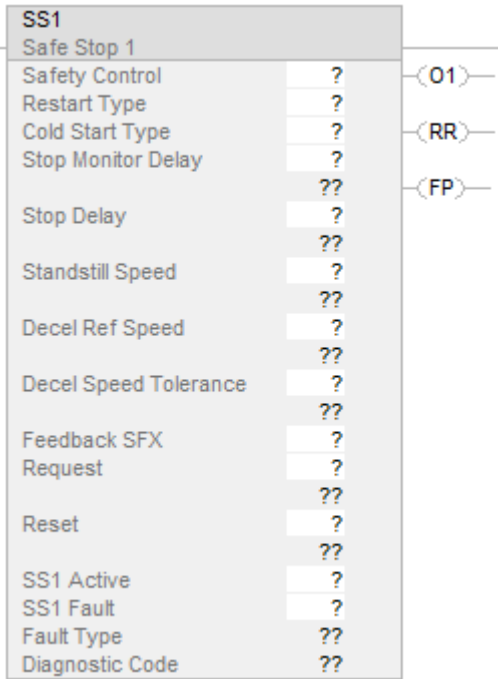 SS1
Safe Stop 1
Safety Control ? O1
Restart Type ?
Cold Start Type ? RR
Stop Monitor Delay ?
?? FP
Stop Delay ?
??
Standstill Speed ?
??
Decel Ref Speed ?
??
Decel Speed Tolerance ?
??
Feedback SFX ?
Request ?
??
Reset ?
??
SS1 Active ?
SS1 Fault ?
Fault Type ??
Diagnostic Code ??